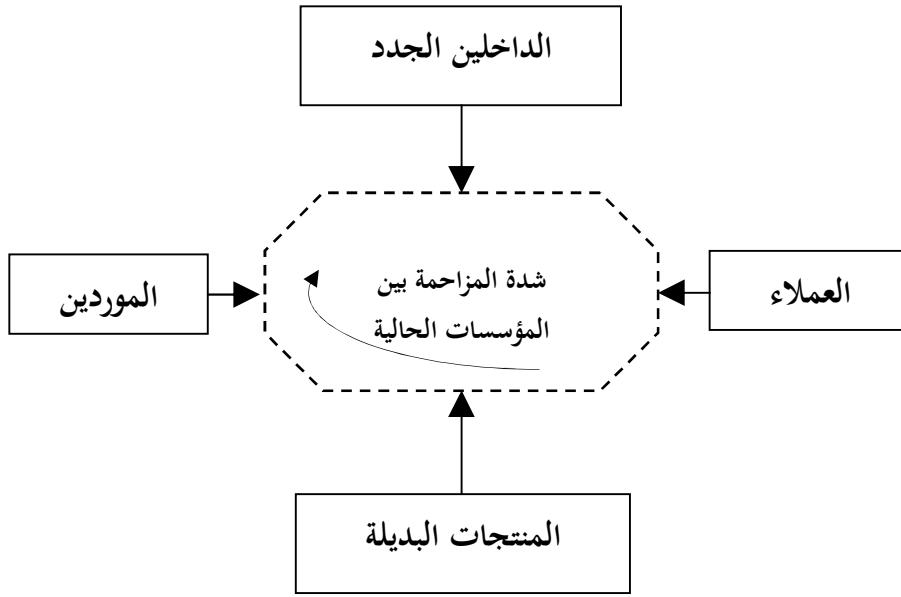 الداخلين الجدد
العملاء
شدة المزاحمة بين
المؤسسات الحالية
الموردين
المنتجات البديلة